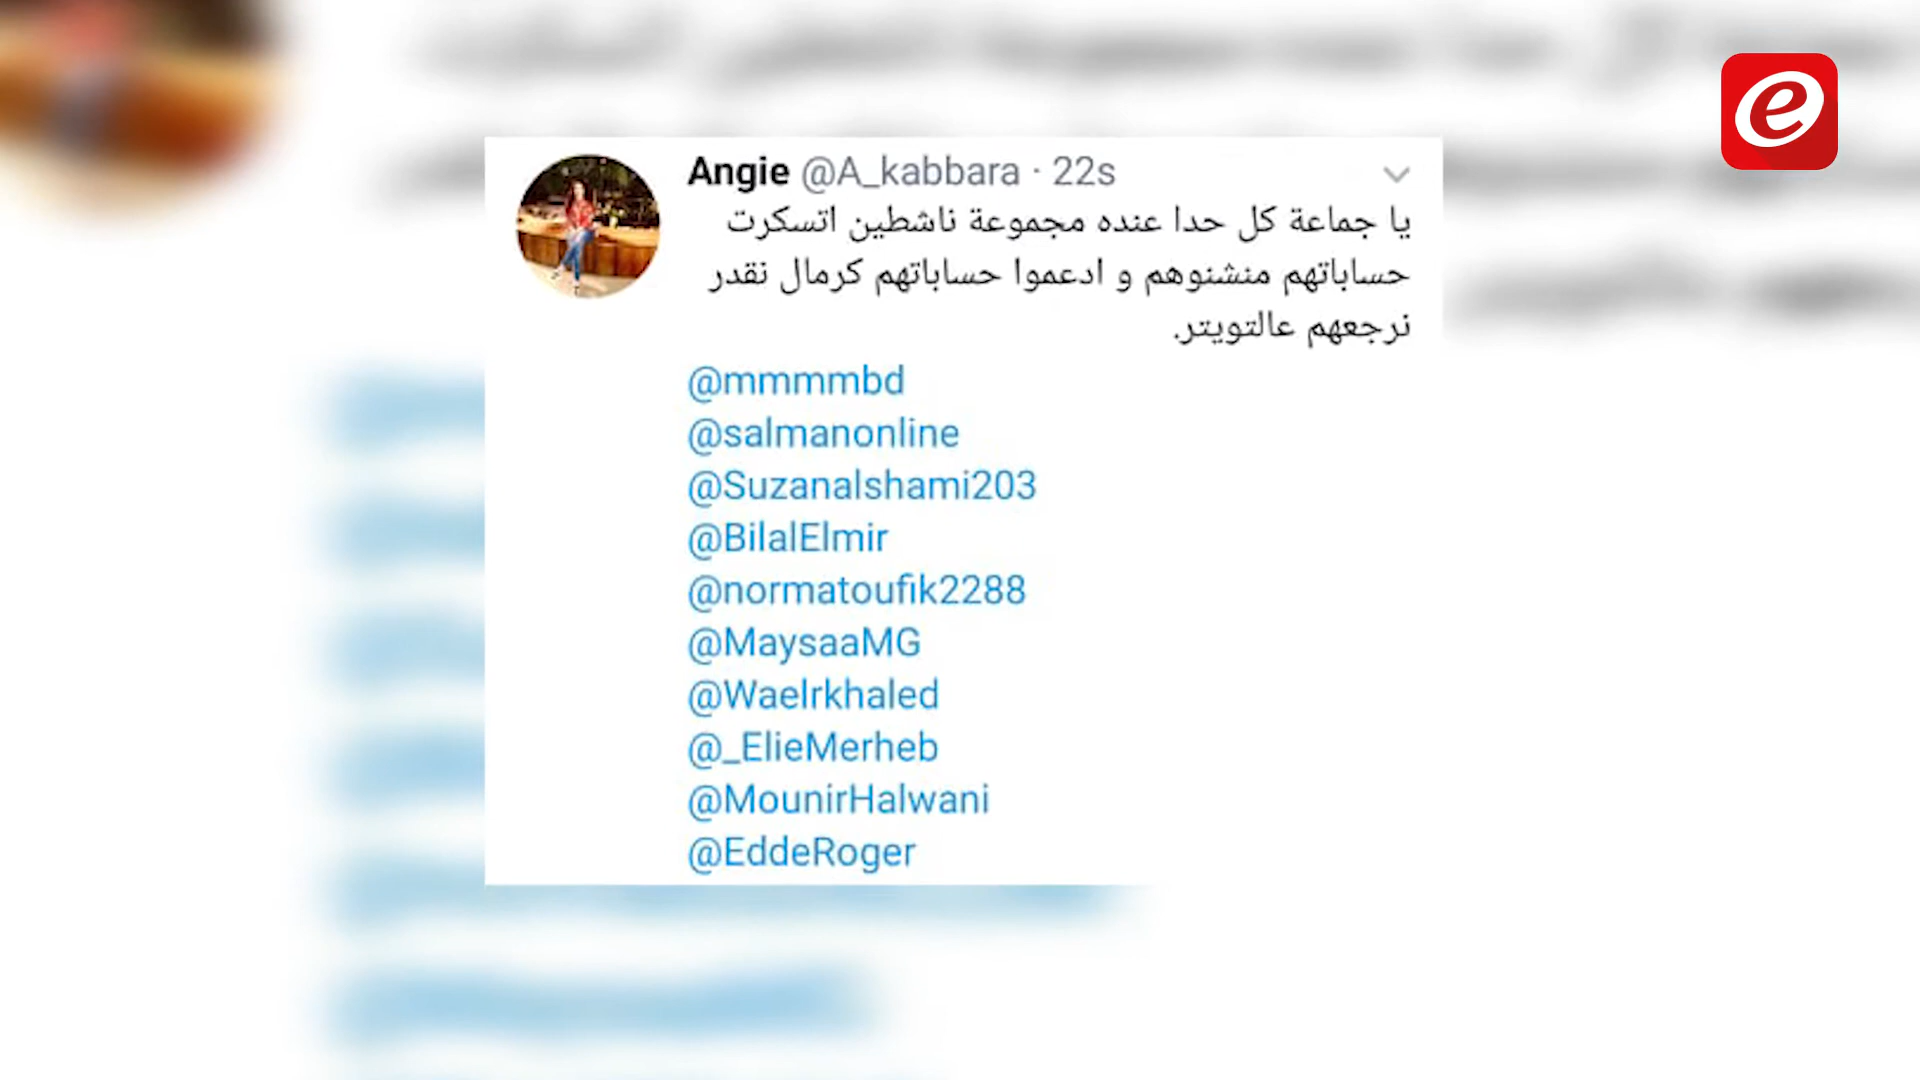 Angie @A_kabbara · 22s
يا جماعة كل حدا عنده مجموعة ناشطين اتسكرت
حساباتهم منشنوهم و ادعموا حساباتهم كرمال نقدر
نرجعهم عالتويتر.
@mmmmbd
@salmanonline
@Suzanalshami203
@BilalElmir
@normatoufik2288
@MaysaaMG
@Waelrkhaled
@_ElieMerheb
@MounirHalwani
@EddeRoger
e